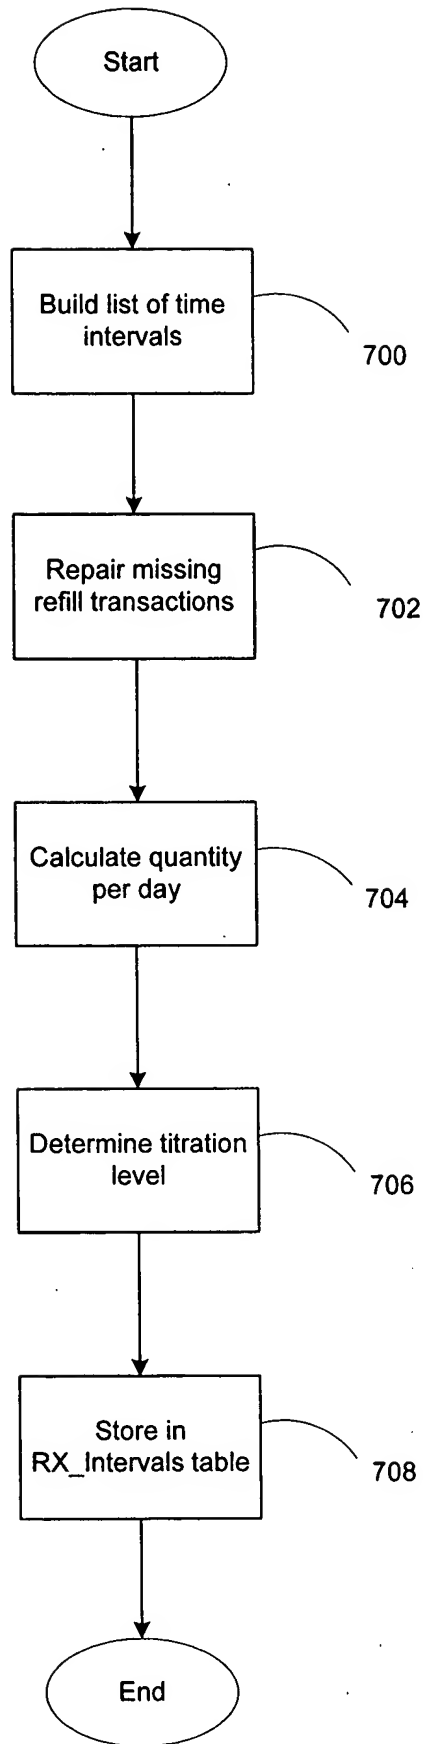 Start
Build list of time
intervals
700
Repair missing
refill transactions
702
Calculate quantity
per day
704
Determine titration
level
706
Store in
RX_Intervals table
708
End